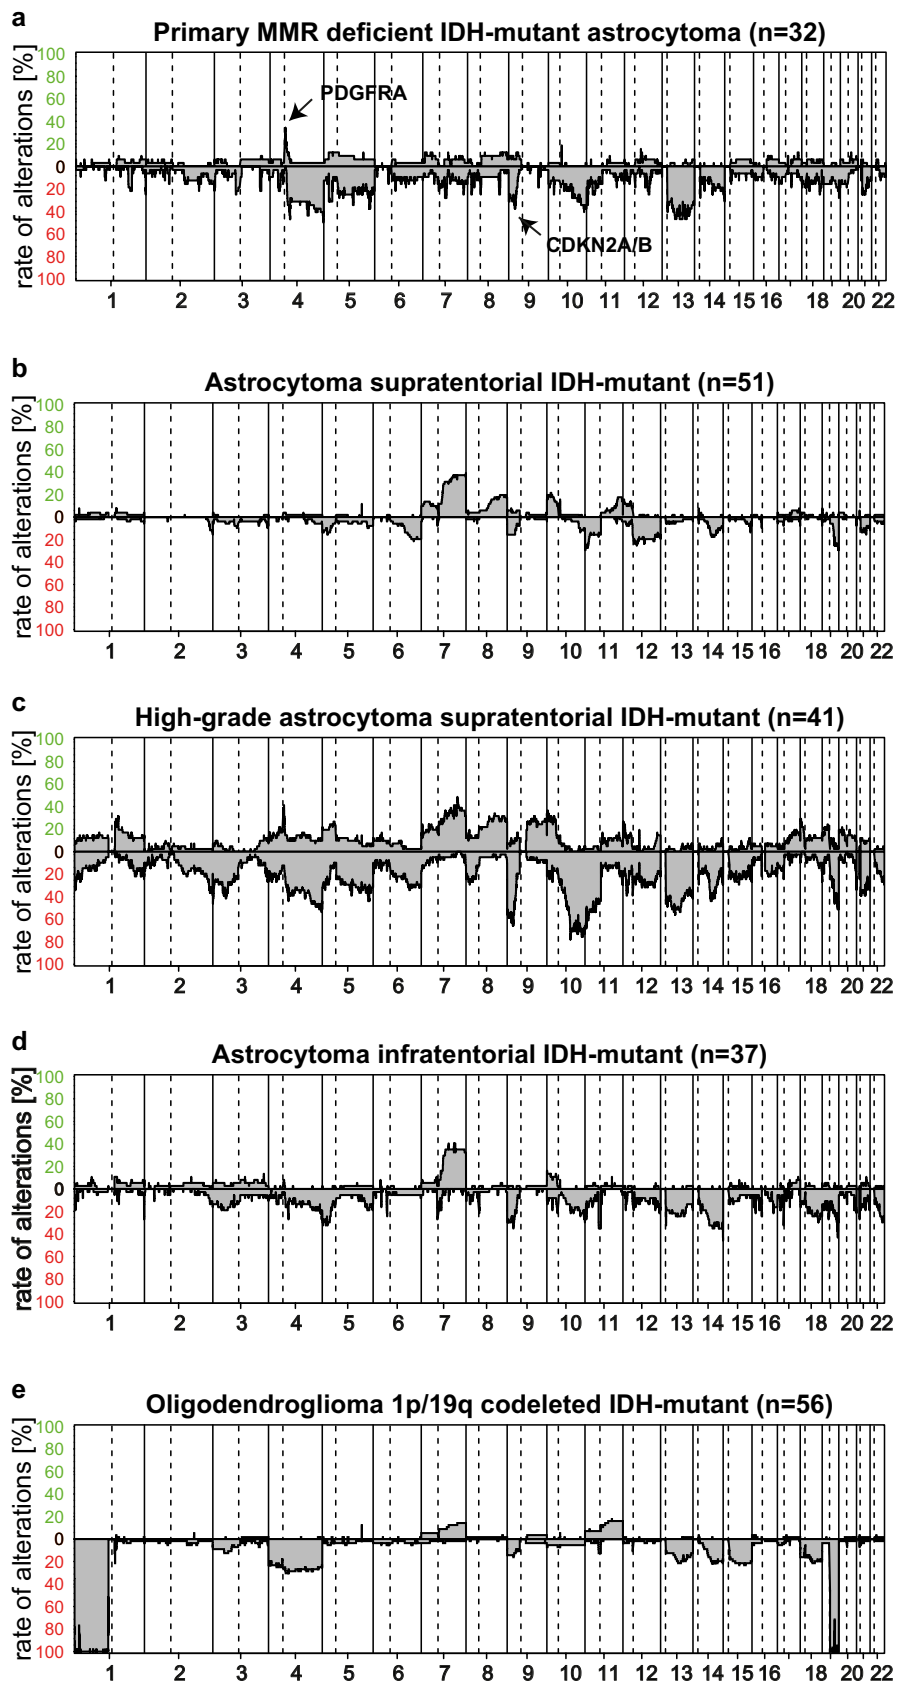 a
Primary MMR deficient IDH-mutant astrocytoma (n=32)
rate of alterations [%]
100
80
60
40
20
0
20
40
60
80
100
PDGFRA
CDKN2A/B
1 2 3 4 5 6 7 8 9 10 11 12 13 14 15 16 18 20 22
b
Astrocytoma supratentorial IDH-mutant (n=51)
rate of alterations [%]
100
80
60
40
20
0
20
40
60
80
100
1 2 3 4 5 6 7 8 9 10 11 12 13 14 15 16 18 20 22
c
High-grade astrocytoma supratentorial IDH-mutant (n=41)
rate of alterations [%]
100
80
60
40
20
0
20
40
60
80
100
1 2 3 4 5 6 7 8 9 10 11 12 13 14 15 16 18 20 22
d
Astrocytoma infratentorial IDH-mutant (n=37)
rate of alterations [%]
100
80
60
40
20
0
20
40
60
80
100
1 2 3 4 5 6 7 8 9 10 11 12 13 14 15 16 18 20 22
e
Oligodendroglioma 1p/19q codeleted IDH-mutant (n=56)
rate of alterations [%]
100
80
60
40
20
0
20
40
60
80
100
1 2 3 4 5 6 7 8 9 10 11 12 13 14 15 16 18 20 22